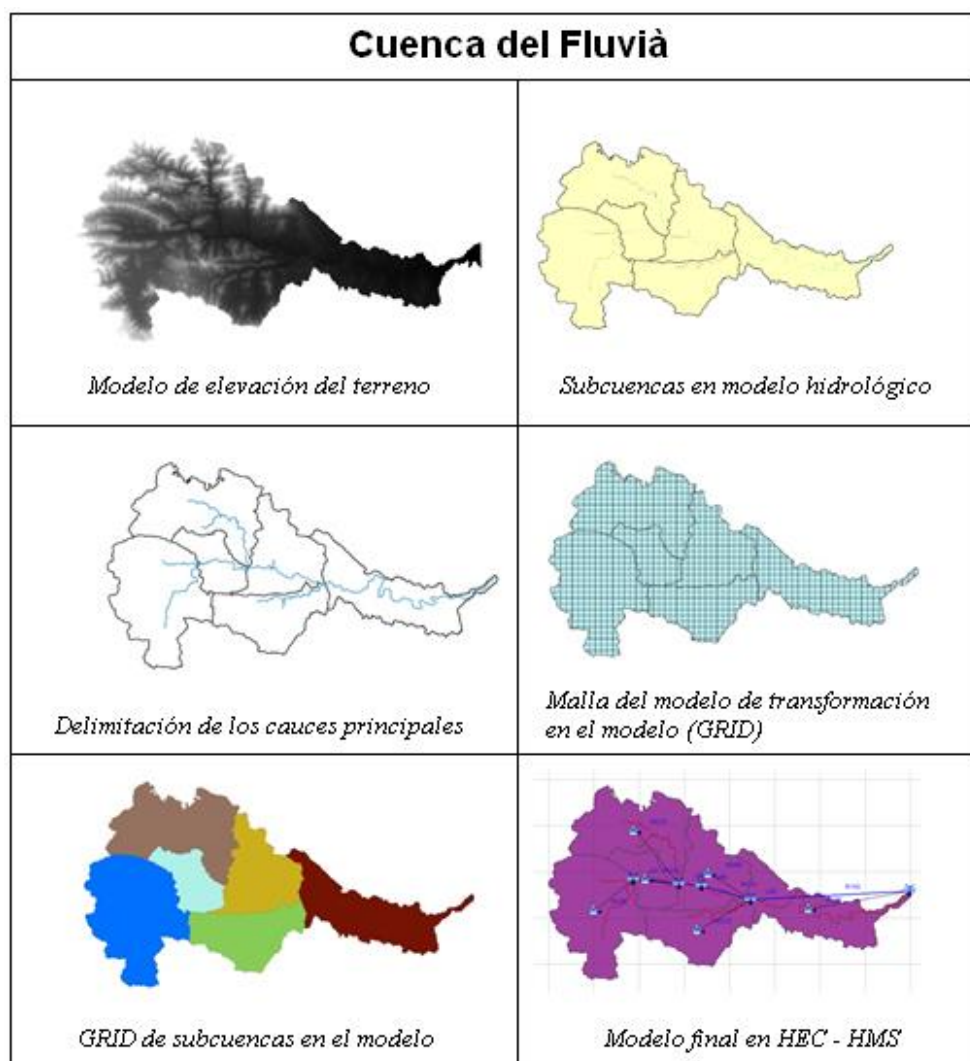 Cuenca del Fluvià
Modelo de elevación del terreno
Subcuencas en modelo hidrológico
Delimitación de los cauces principales
Malla del modelo de transformación
en el modelo (GRID)
GRID de subcuencas en el modelo
Modelo final en HEC - HMS